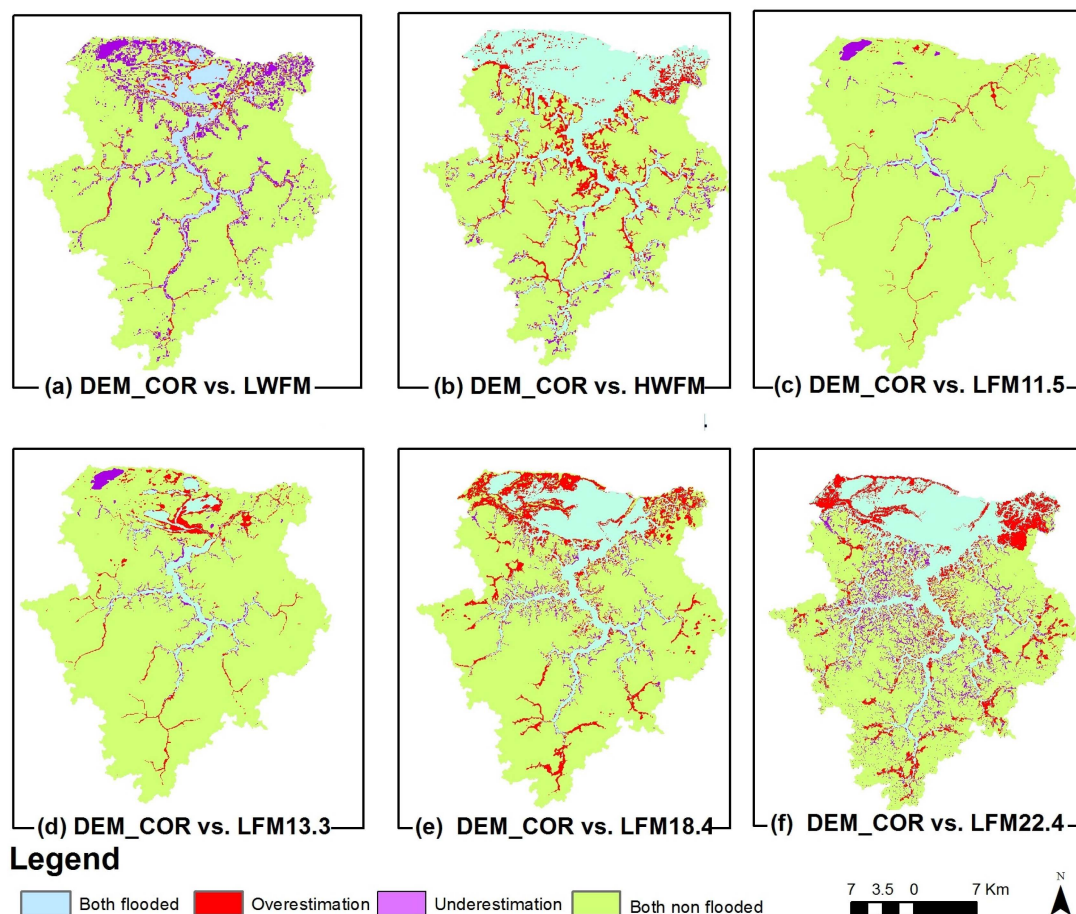 (a) DEM_COR vs. LWFM
(b) DEM_COR vs. HWFM
(c) DEM_COR vs. LFM11.5
(d) DEM_COR vs. LFM13.3
(e) DEM_COR vs. LFM18.4
(f) DEM_COR vs. LFM22.4
Legend
Both flooded
Overestimation
Underestimation
Both non flooded
7 3.5 0 7 Km
N